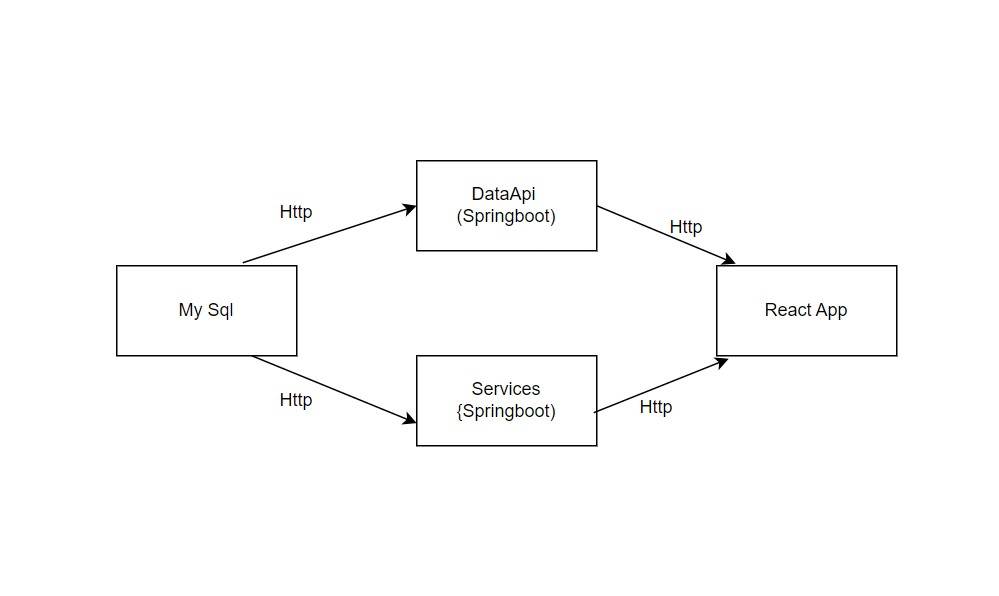 DataApi
(Springboot)
Http
Http
My Sql
React App
Services
{Springboot)
Http
Http